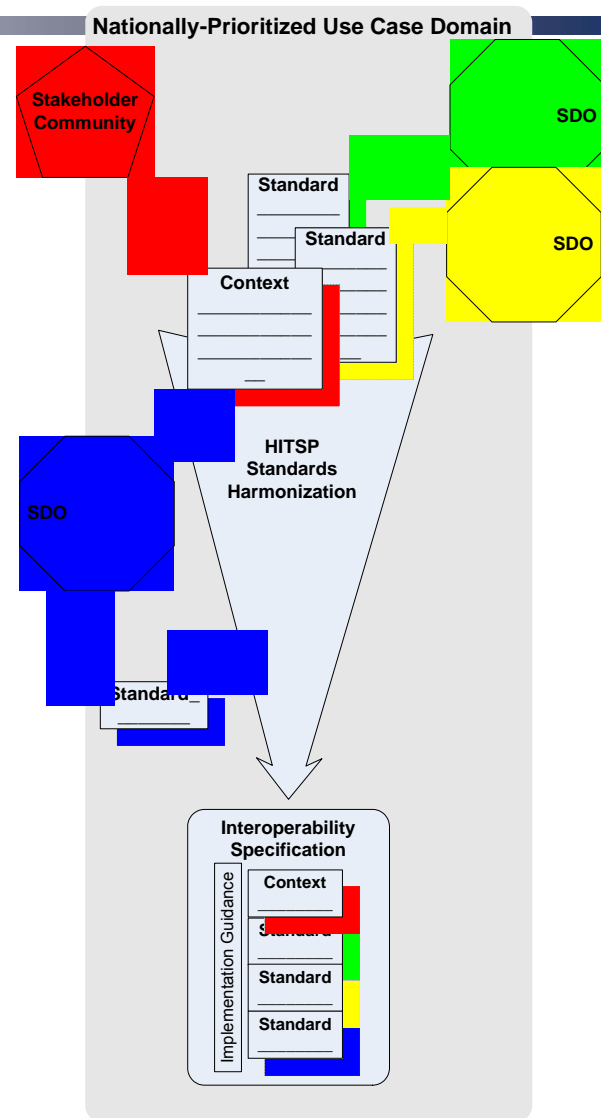 Nationally-Prioritized Use Case Domain
Stakeholder
Community
SDO
Standard
Standard
SDO
Context
HITSP
Standards
Harmonization
SDO
Standard_
Interoperability
Specification
Implementation Guidance
Context
Standard
Standard
Standard